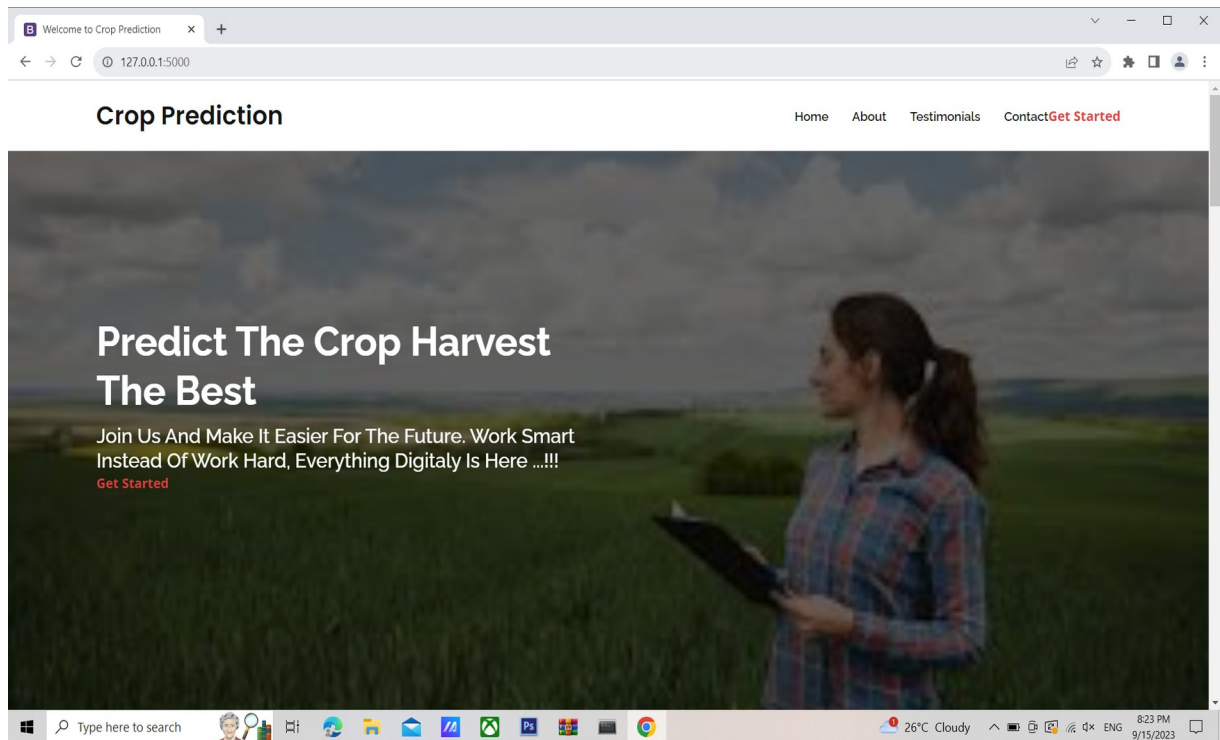 Welcome to Crop Prediction
127.0.0.1:5000
Crop Prediction
Home About Testimonials ContactGet Started
Predict The Crop Harvest
The Best
Join Us And Make It Easier For The Future. Work Smart
Instead Of Work Hard, Everything Digitaly Is Here ...!!!
Get Started
Type here to search
Ps
1
26°C Cloudy
ENG
8:23 PM
9/15/2023